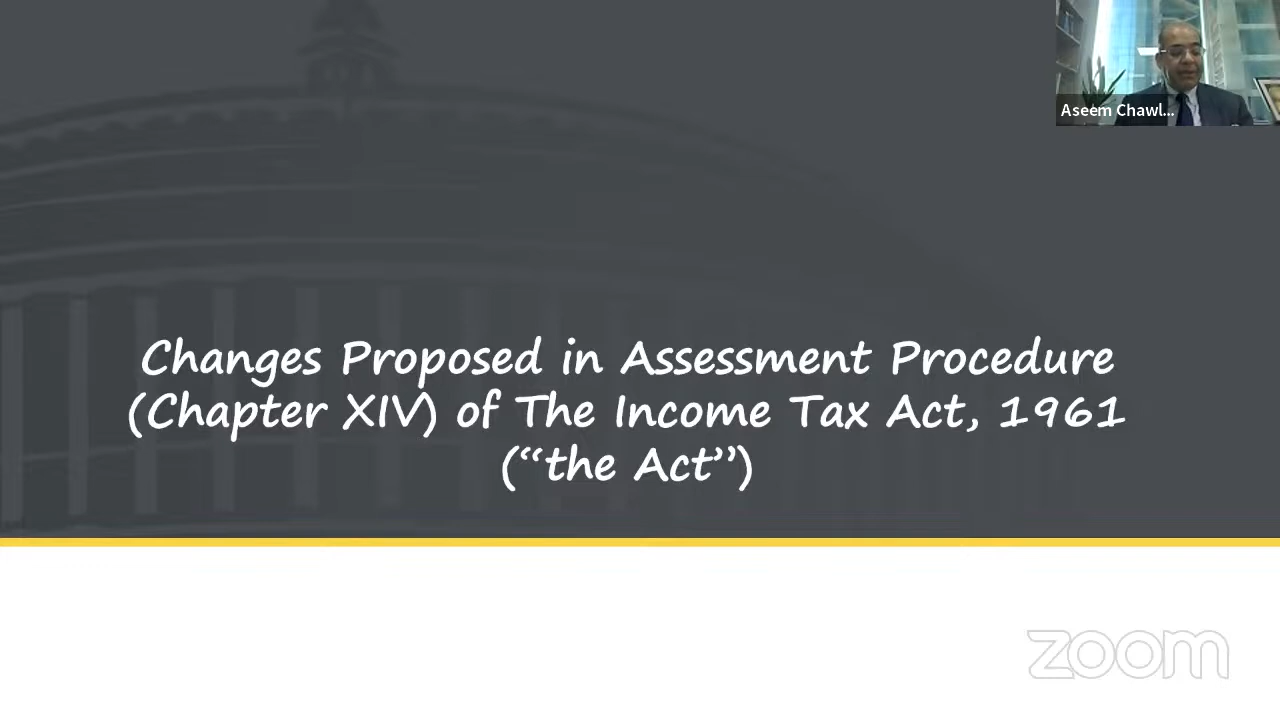 Aseem Chawl...
Changes Proposed in Assessment Procedure
(Chapter XIV) of The Income Tax Act, 1961
(“the Act”)
zoom